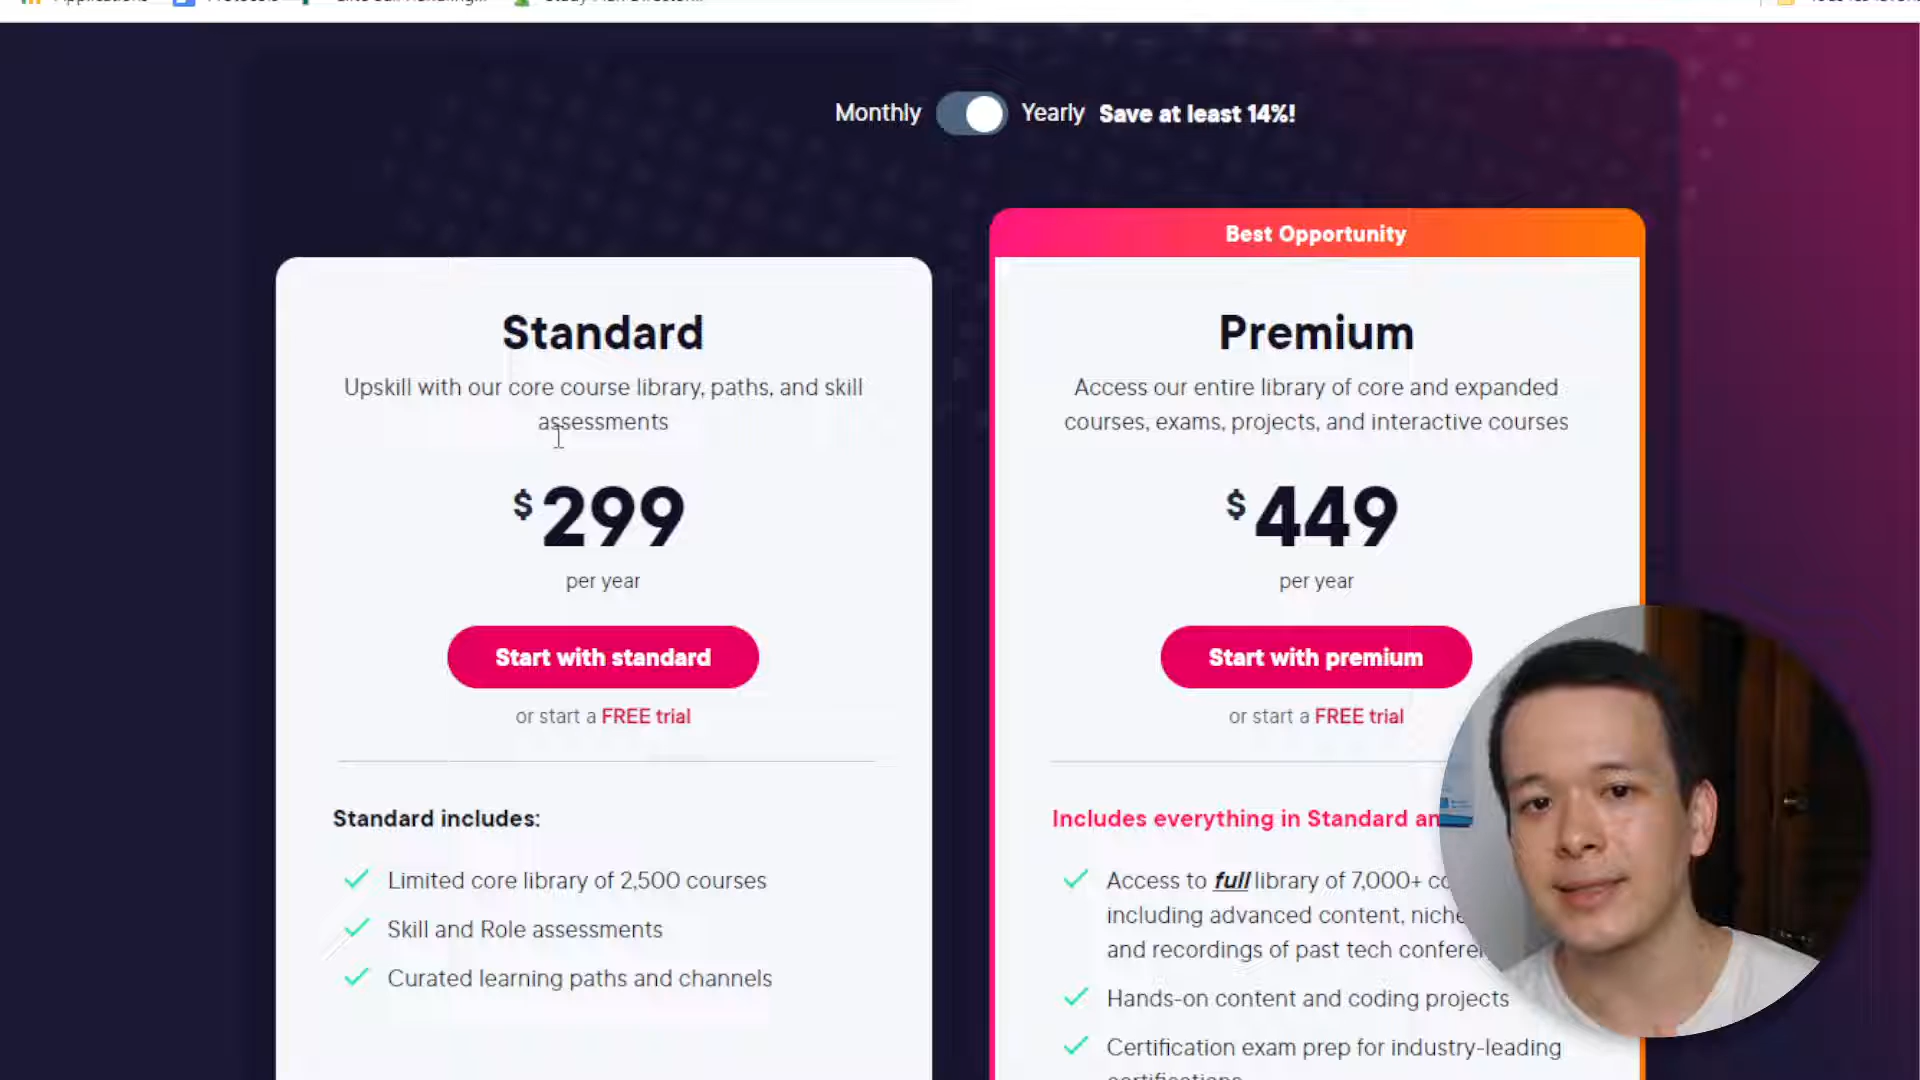 Monthly Yearly Save at least 14%!
Best Opportunity
Standard
Upskill with our core course library, paths, and skill
assessments
$299
per year
Start with standard
or start a FREE trial
Standard includes:
Limited core library of 2,500 courses
Skill and Role assessments
Curated learning paths and channels
Premium
Access our entire library of core and expanded
courses, exams, projects, and interactive courses
$449
per year
Start with premium
or start a FREE trial
Includes everything in Standard
Access to full library of 7,000+
including advanced content,
and recordings of past tech
Hands-on content and coding projects
Certification exam prep for industry-leading